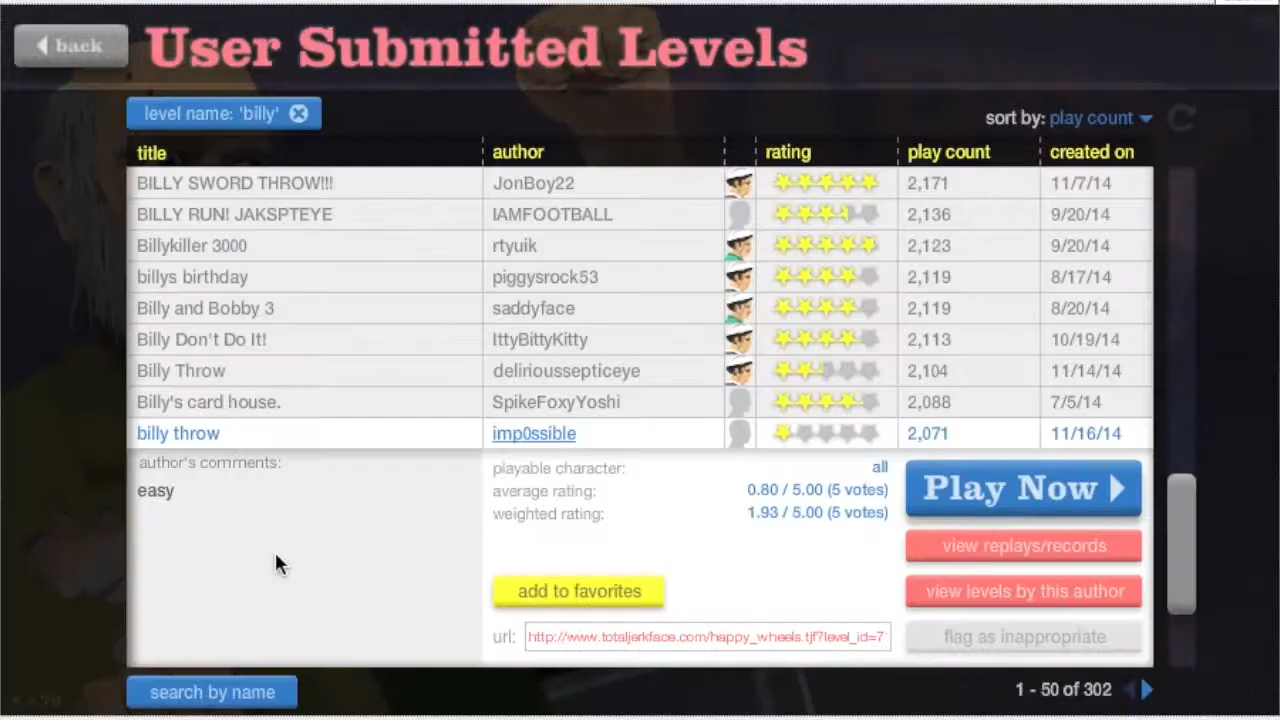 back
User Submitted Levels
level name: 'billy'
sort by: play count
title author rating play count created on
BILLY SWORD THROW!!! JonBoy22 2,171 11/7/14
BILLY RUN! JAKSPTEYE IAMFOOTBALL 2,136 9/20/14
Billykiller 3000 rtyuik 2,123 9/20/14
billys birthday piggysrock53 2,119 8/17/14
Billy and Bobby 3 saddyface 2,119 8/20/14
Billy Don't Do It! IttyBittyKitty 2,113 10/19/14
Billy Throw deliriousseptic​eye 2,104 11/14/14
Billy's card house. SpikeFoxyYoshi 2,088 7/5/14
billy throw imp0ssible 2,071 11/16/14
author's comments:
easy
playable character: all
average rating: 0.80 / 5.00 (5 votes)
weighted rating: 1.93 / 5.00 (5 votes)
Play Now
view replays/records
add to favorites
view levels by this author
url: http://www.totaljerkface.com/happy_wheels.tjf?level_id=7
flag as inappropriate
search by name
1 - 50 of 302